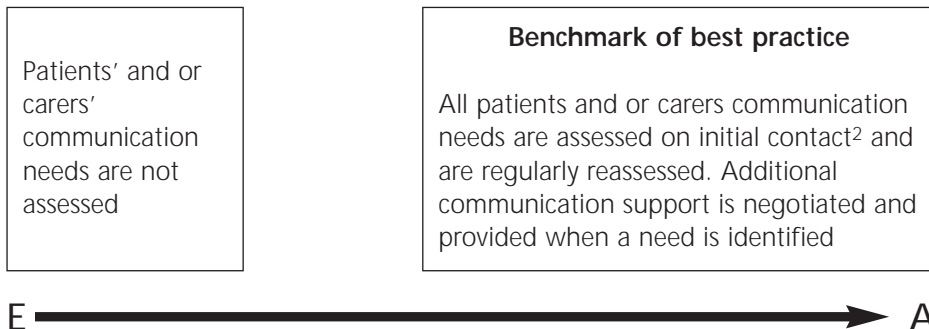 Patients' and or
carers'
communication
needs are not
assessed
Benchmark of best practice
All patients and or carers communication
needs are assessed on initial contact² and
are regularly reassessed. Additional
communication support is negotiated and
provided when a need is identified
E A